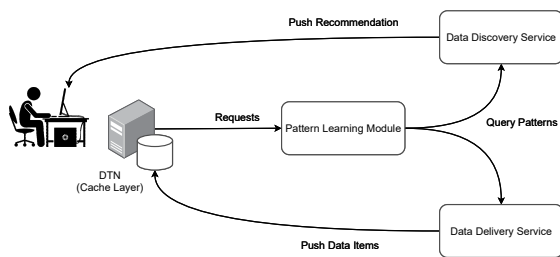 Push Recommendation
Data Discovery Service
Requests
Pattern Learning Module
Query Patterns
DTN
(Cache Layer)
Data Delivery Service
Push Data Items